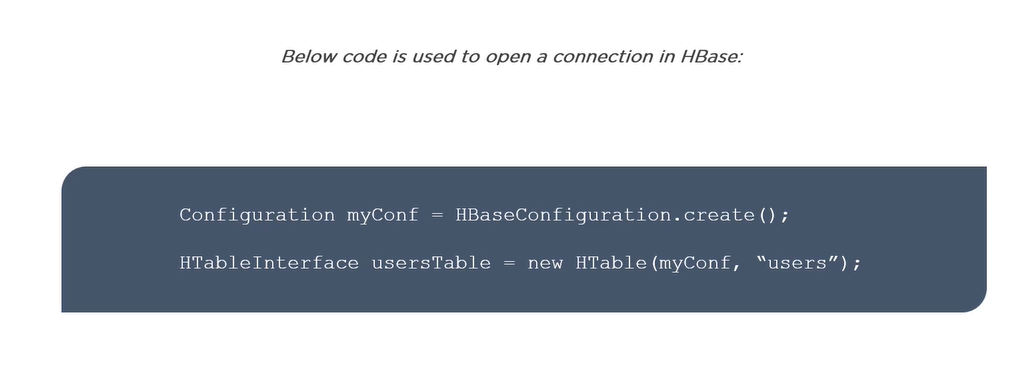 Below code is used to open a connection in HBase:
Configuration myConf = HBaseConfiguration.create();
HTableInterface usersTable = new HTable(myConf, “users”);